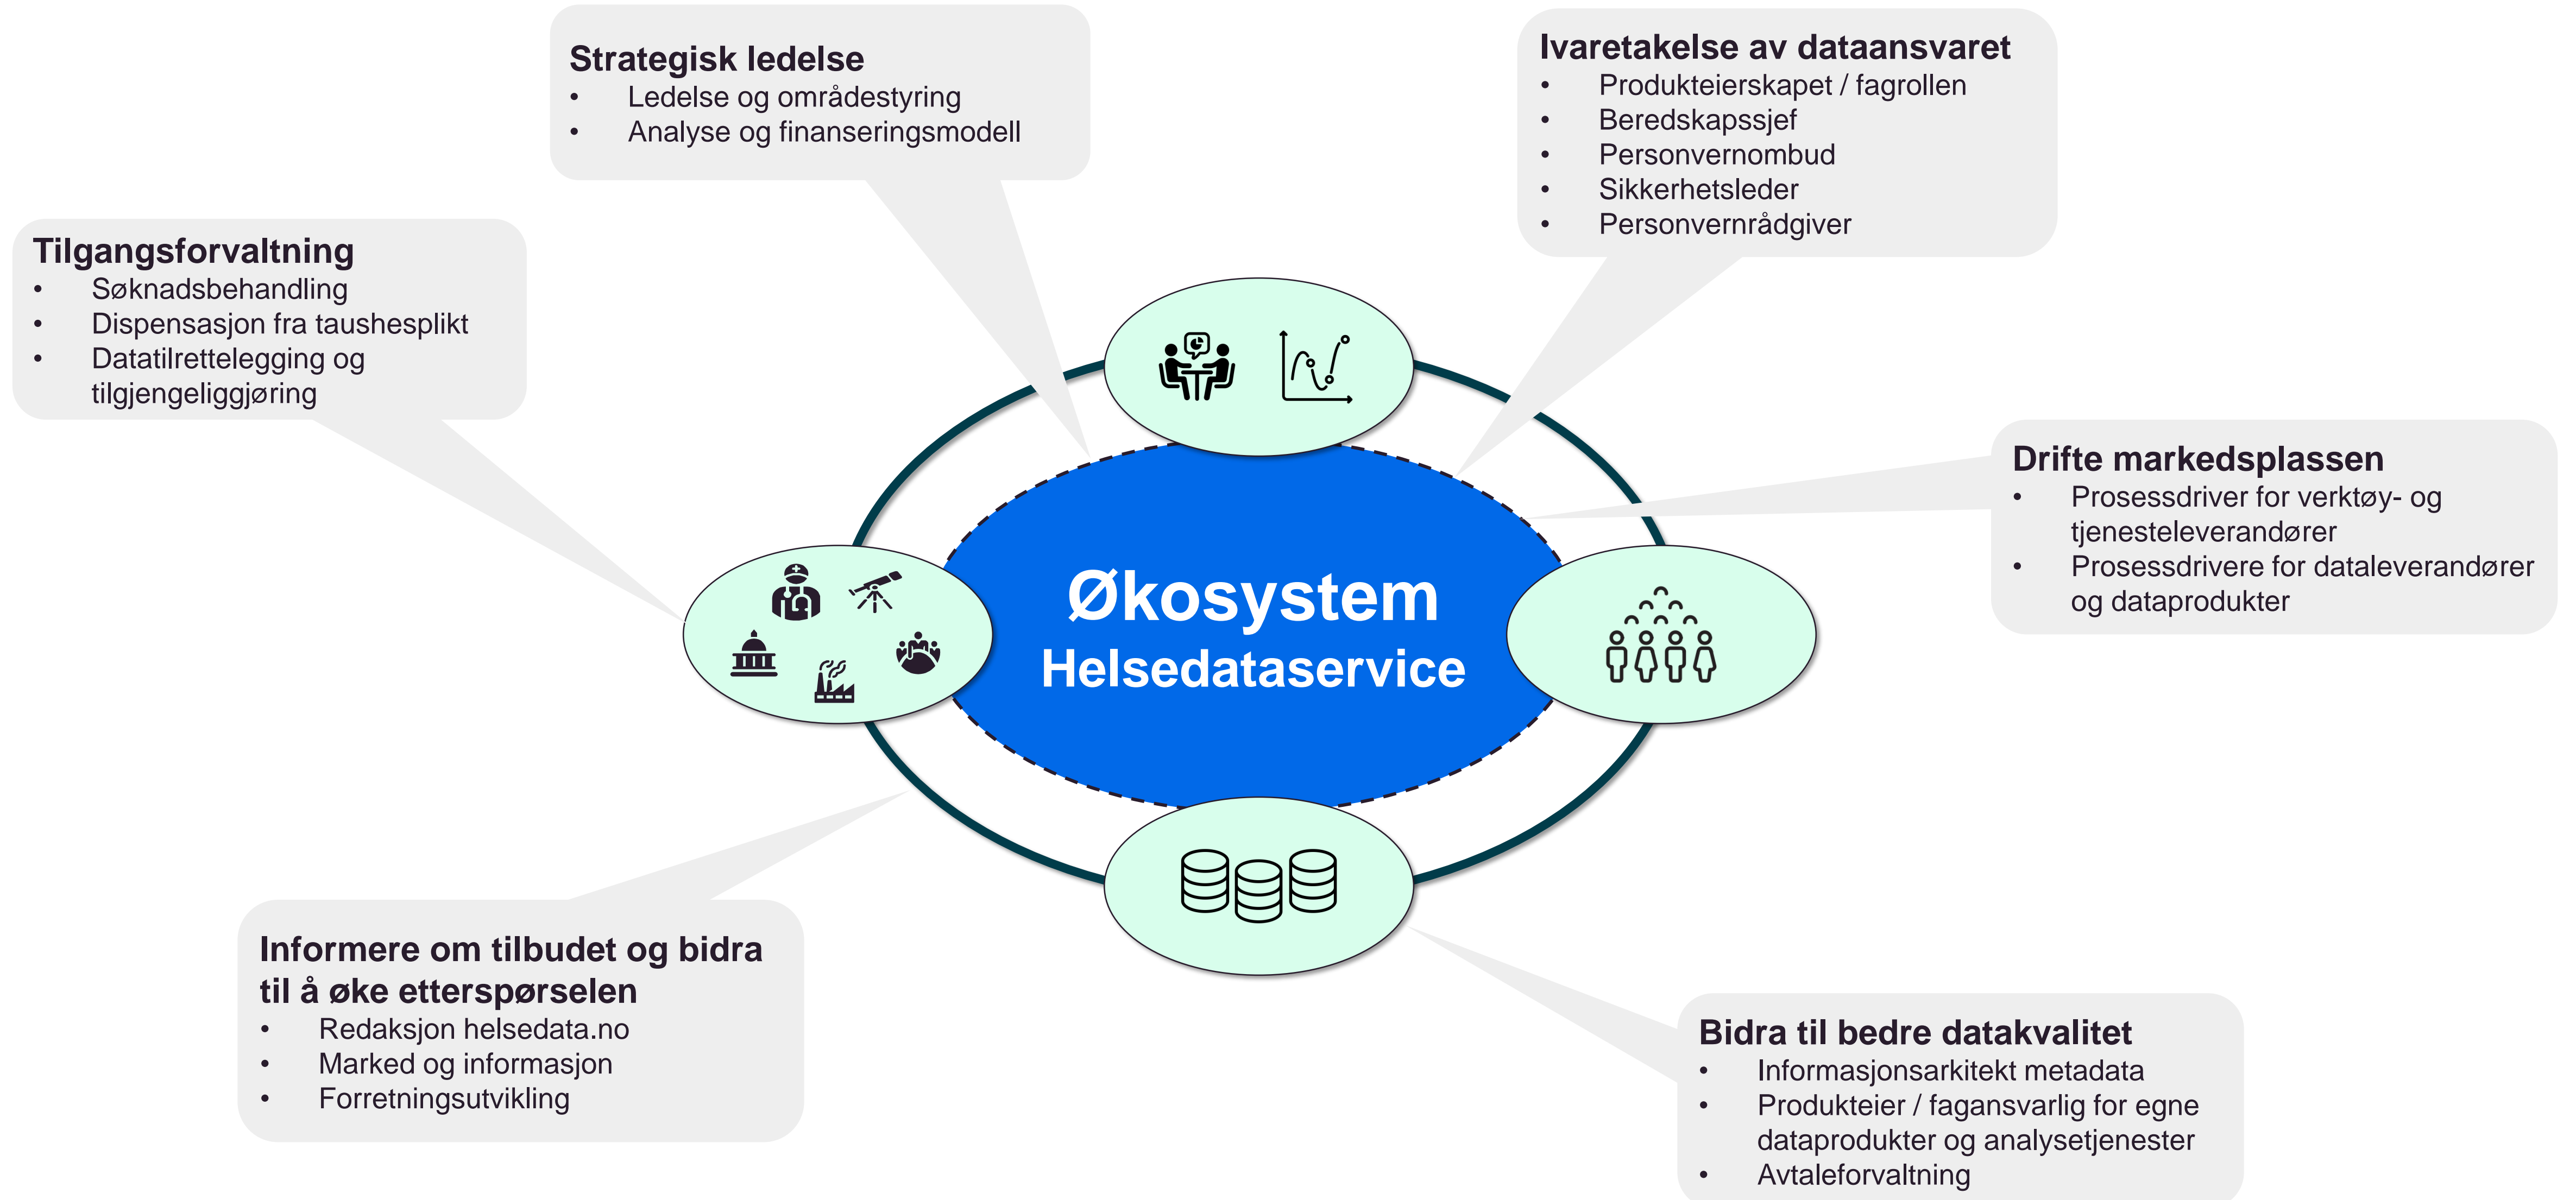 Strategisk ledelse
• Ledelse og områdestyring
• Analyse og finanseringsmodell
Ivaretakelse av dataansvaret
• Produkteierskapet / fagrollen
• Beredskapssjef
• Personvernombud
• Sikkerhetsleder
• Personvernrådgiver
Tilgangsforvaltning
• Søknadsbehandling
• Dispensasjon fra taushesplikt
• Datatilrettelegging og
tilgjengeliggjøring
Drifte markedsplassen
• Prosessdriver for verktøy- og
tjenesteleverandører
• Prosessdrivere for dataleverandører
og dataprodukter
Økosystem
Helsedataservice
Informere om tilbudet og bidra
til å øke etterspørselen
• Redaksjon helsedata.no
• Marked og informasjon
• Forretningsutvikling
Bidra til bedre datakvalitet
• Informasjonsarkitekt metadata
• Produkteier / fagansvarlig for egne
dataprodukter og analysetjenester
• Avtaleforvaltning